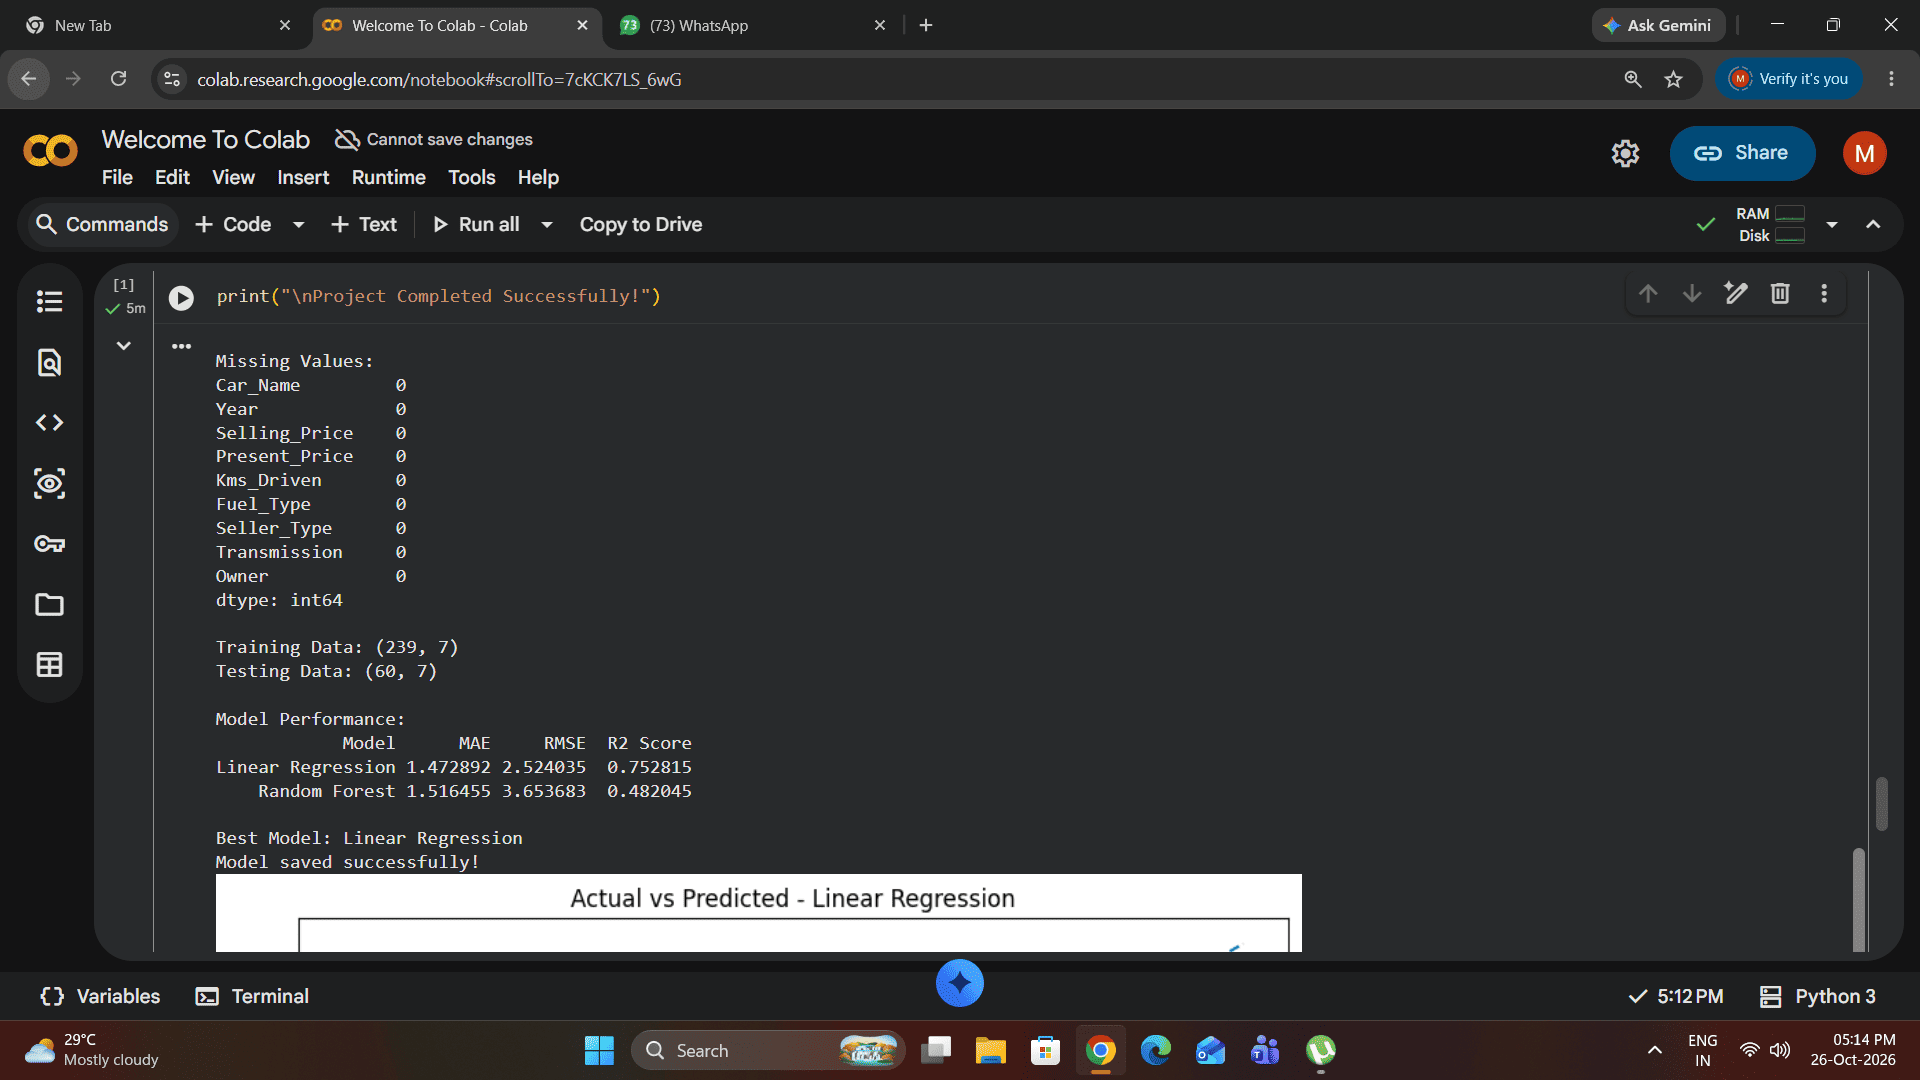 New Tab
Welcome To Colab - Colab
73
(73) WhatsApp
Ask Gemini
colab.research.google.com/notebook#scrollTo=7cKCK7LS_6wG
M
Verify it's you
Welcome To Colab
Cannot save changes
Share
M
File Edit View Insert Runtime Tools Help
Commands + Code + Text Run all Copy to Drive
RAM
Disk
[1]
5m
print("\nProject Completed Successfully!")
Missing Values:
Car_Name 0
Year 0
Selling_Price 0
Present_Price 0
Kms_Driven 0
Fuel_Type 0
Seller_Type 0
Transmission 0
Owner 0
dtype: int64
Training Data: (239, 7)
Testing Data: (60, 7)
Model Performance:
Model MAE RMSE R2 Score
Linear Regression 1.472892 2.524035 0.752815
Random Forest 1.516455 3.653683 0.482045
Best Model: Linear Regression
Model saved successfully!
Actual vs Predicted - Linear Regression
{} Variables Terminal
5:12 PM Python 3
29°C
Mostly cloudy
Search
ENG
IN
05:14 PM
26-Oct-2026